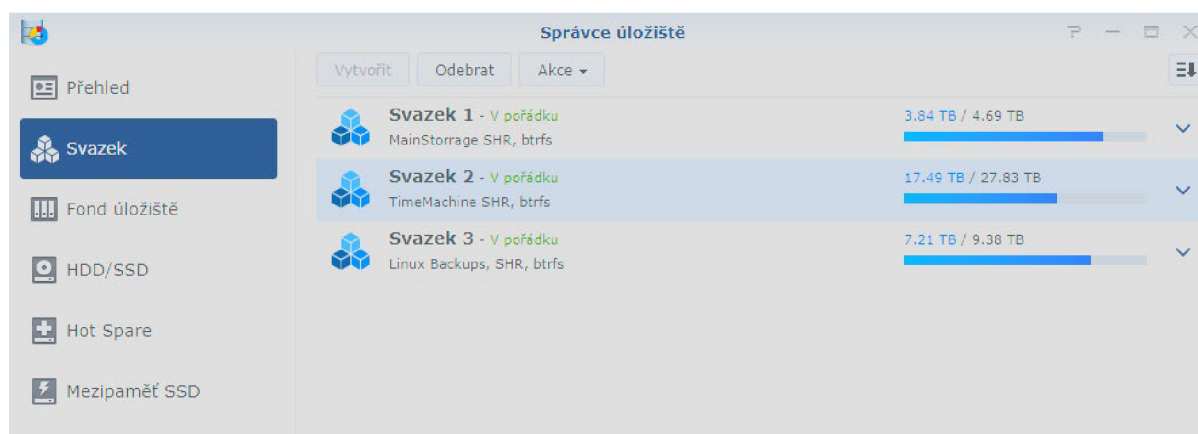 Správce úložiště
Přehled
Svazek
Fond úložiště
HDD/SSD
Hot Spare
Mezipaměť SSD
Vytvořit Odebrat Akce
Svazek 1 - V pořádku 3.84 TB / 4.69 TB
MainStorrage SHR, btrfs
Svazek 2 - V pořádku 17.49 TB / 27.83 TB
TimeMachine SHR, btrfs
Svazek 3 - V pořádku 7.21 TB / 9.38 TB
Linux Backups, SHR, btrfs